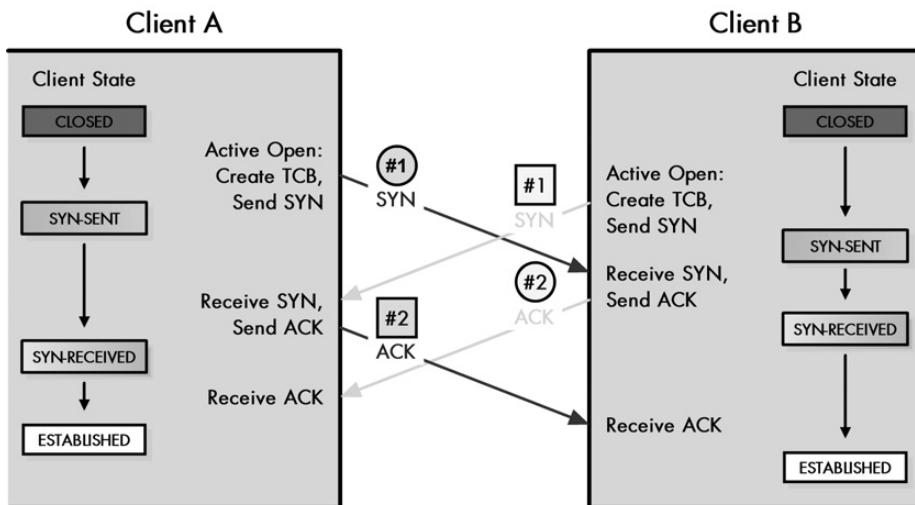 Client A
Client B
Client State
CLOSED
SYN-SENT
SYN-RECEIVED
ESTABLISHED
Active Open:
Create TCB,
Send SYN
Receive SYN,
Send ACK
Receive ACK
#1
SYN
#1
SYN
#2
ACK
#2
ACK
Active Open:
Create TCB,
Send SYN
Receive SYN,
Send ACK
Receive ACK
Client State
CLOSED
SYN-SENT
SYN-RECEIVED
ESTABLISHED